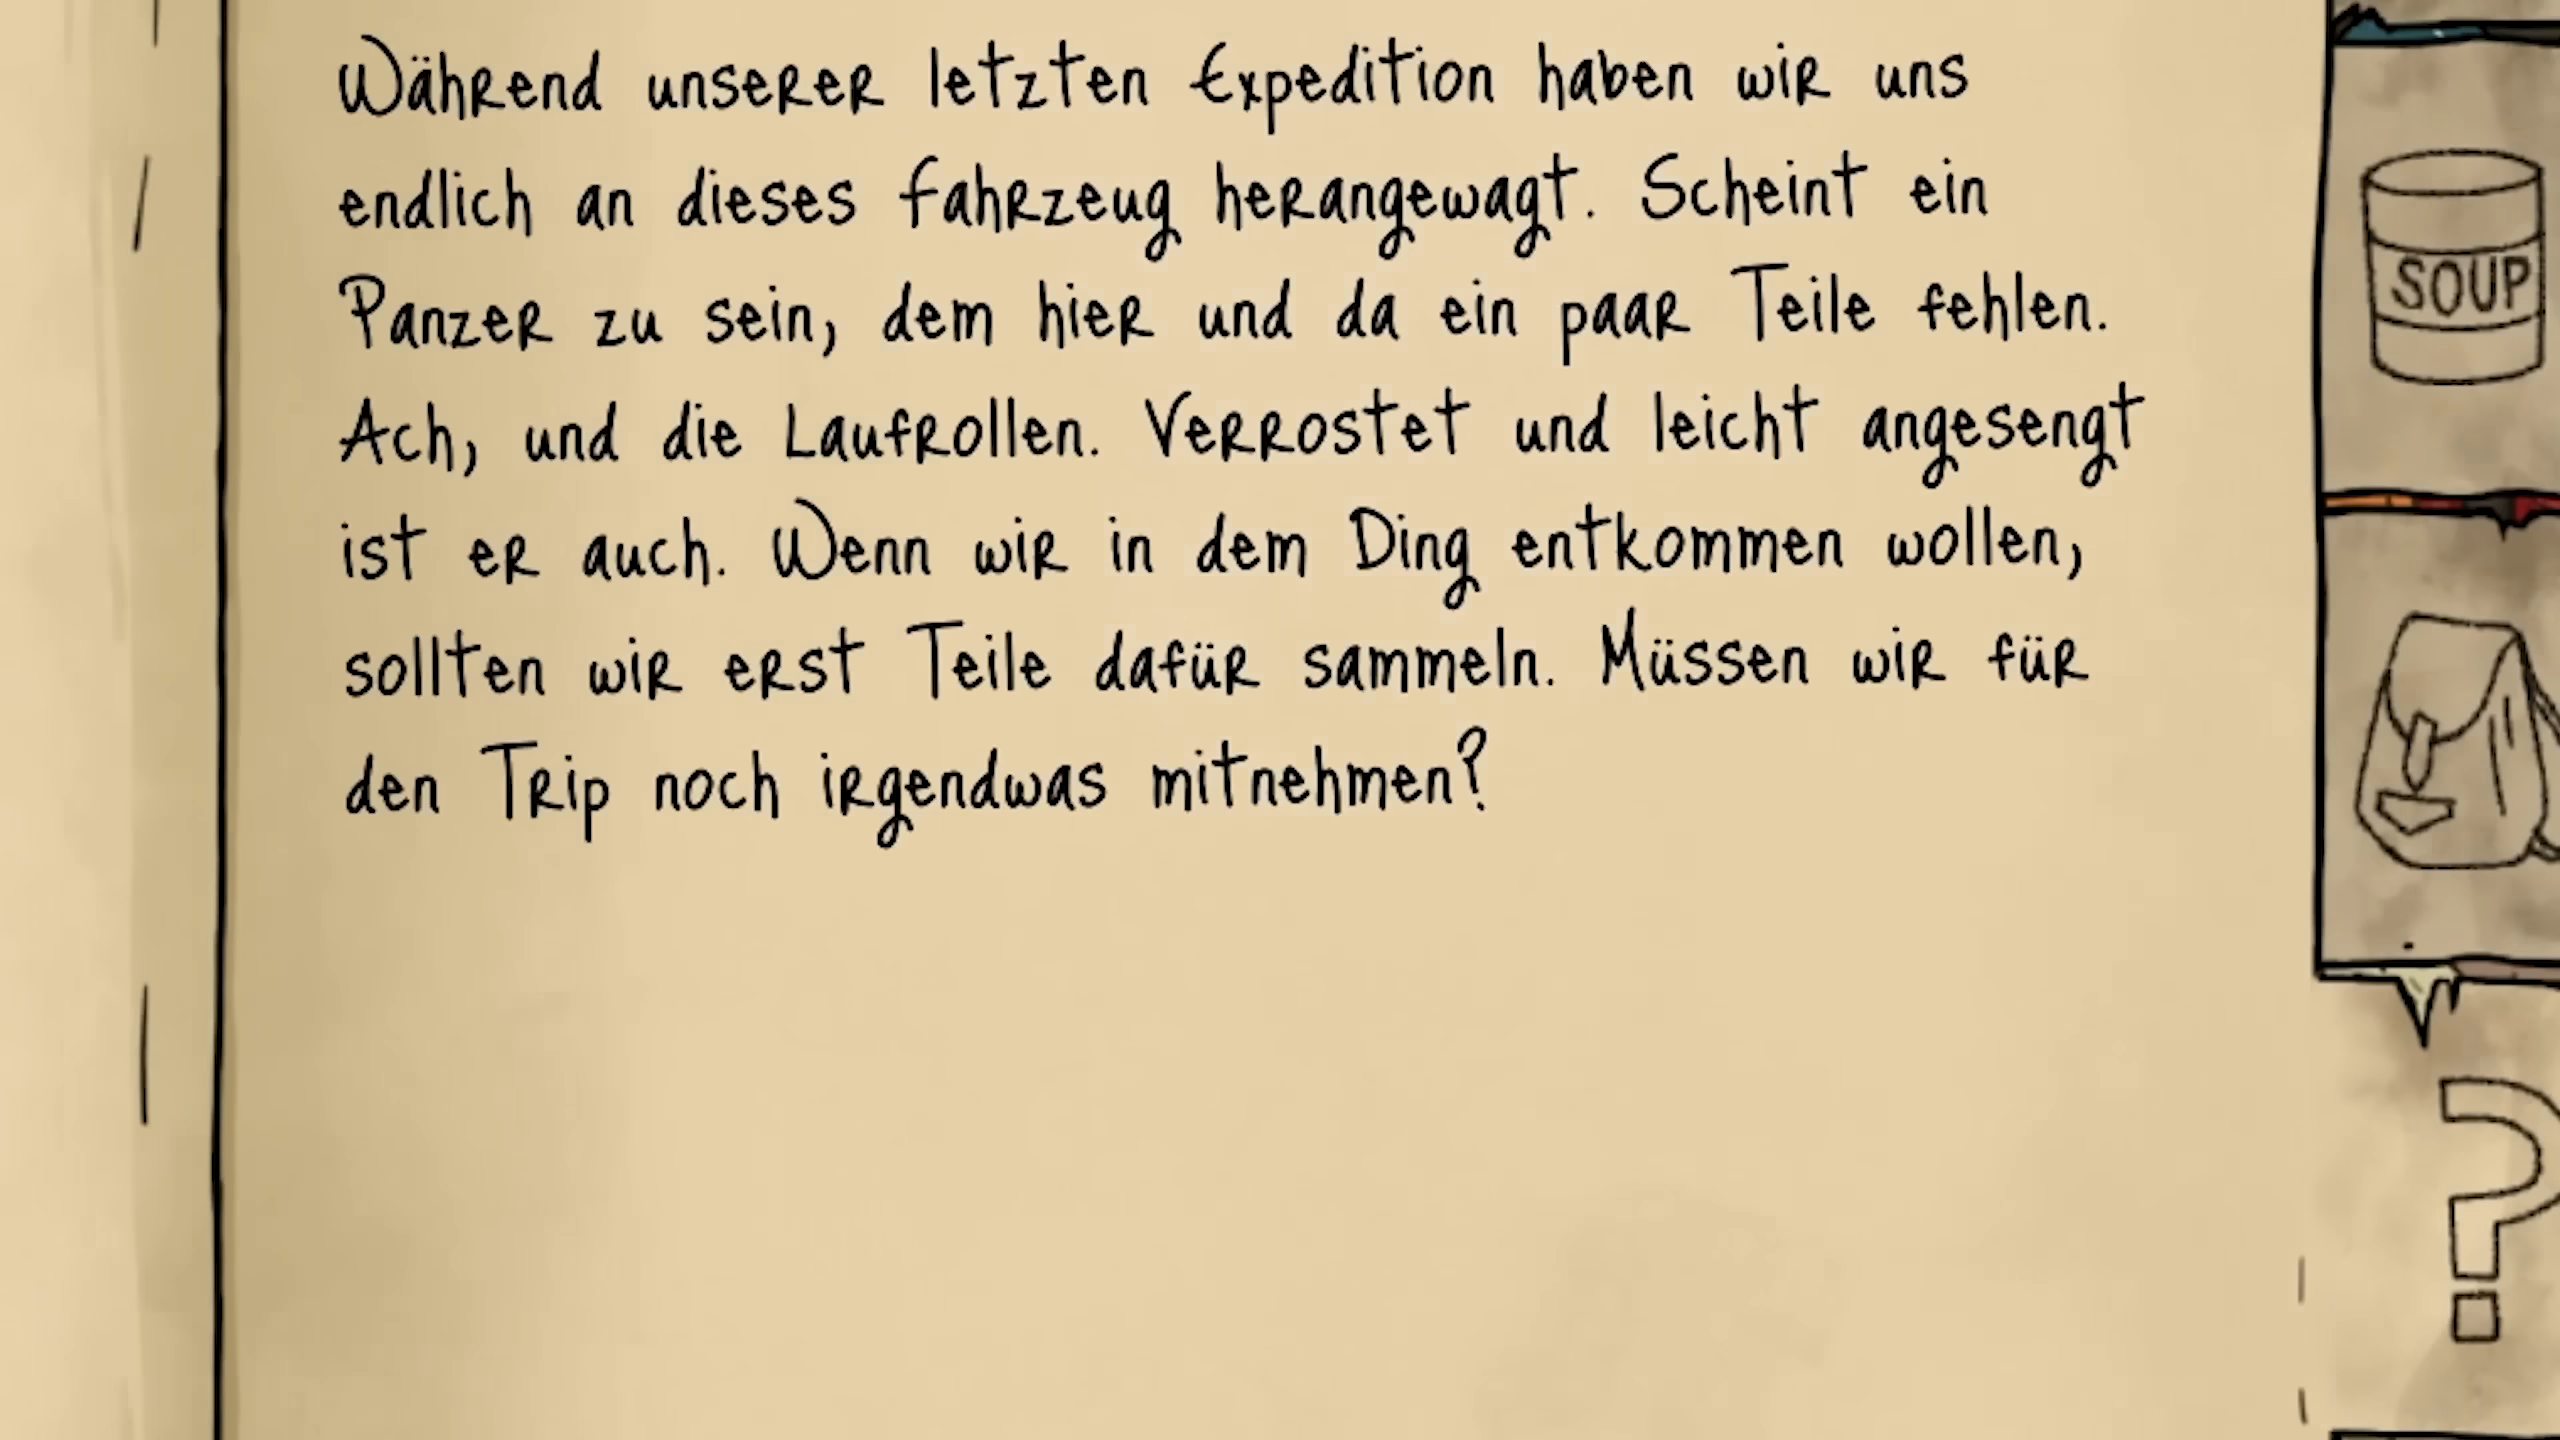 Während unserer letzten Expedition haben wir uns
endlich an dieses Fahrzeug herangewagt. Scheint ein
Panzer zu sein, dem hier und da ein paar Teile fehlen.
Ach, und die Laufrollen. Verrostet und leicht angesengt
ist er auch. Wenn wir in dem Ding entkommen wollen,
sollten wir erst Teile dafür sammeln. Müssen wir für
den Trip noch irgendwas mitnehmen?
SOUP
?